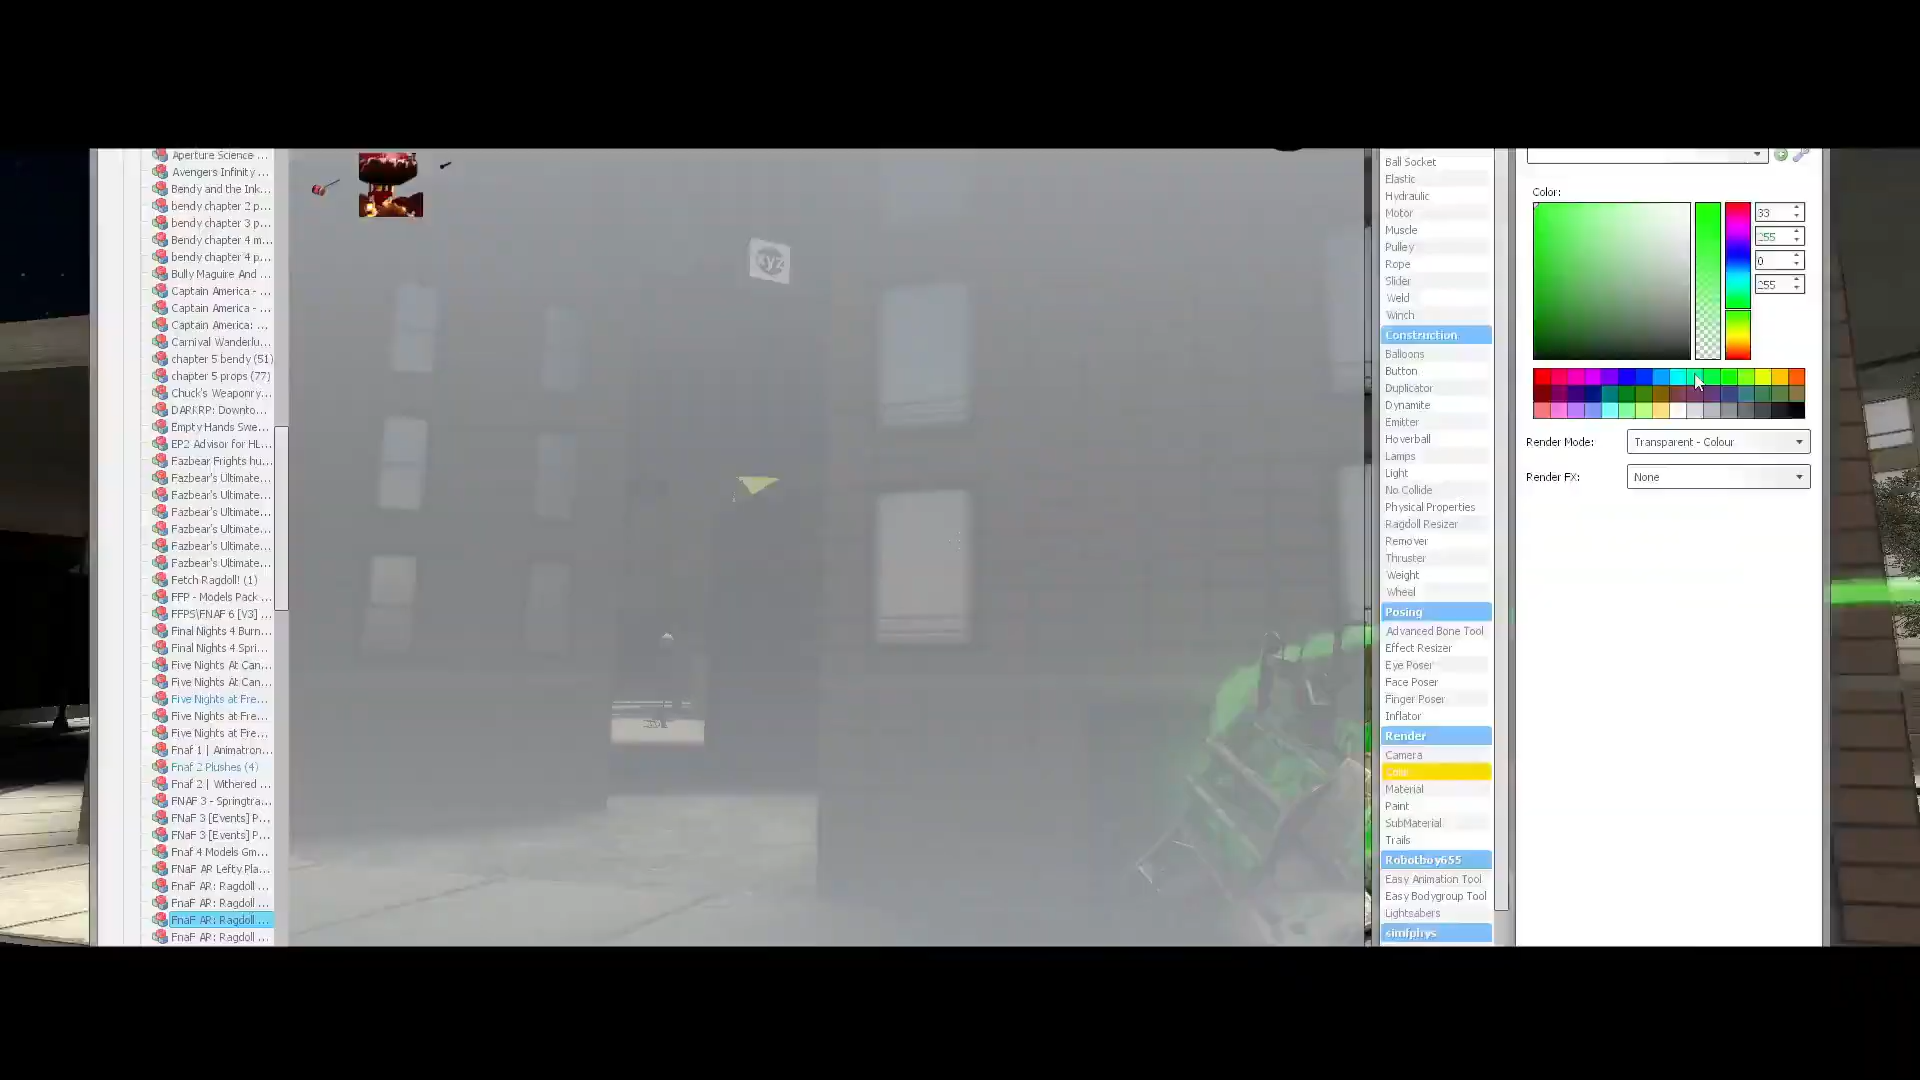 Aperture Science ...
Avengers Infinity ...
Bendy and the Ink...
bendy chapter 2 p...
bendy chapter 3 p...
Bendy chapter 4 m...
bendy chapter 4 p...
Bully Maguire And ...
Captain America - ...
Captain America - ...
Captain America: ...
Carnival Wanderlu...
chapter 5 bendy (51)
chapter 5 props (77)
Chuck's Weaponry...
DARKRP: Downto...
Empty Hands Swe...
EP2 Advisor for HL...
Fazbear Frights hu...
Fazbear's Ultimate...
Fazbear's Ultimate...
Fazbear's Ultimate...
Fazbear's Ultimate...
Fazbear's Ultimate...
Fazbear's Ultimate...
Fetch Ragdoll! (1)
FFP - Models Pack ...
FFPS\FNAF 6 [V3] ...
Final Nights 4 Burn...
Final Nights 4 Spri...
Five Nights At Can...
Five Nights At Can...
Five Nights at Fre...
Five Nights at Fre...
Five Nights at Fre...
Fnaf 1 | Animatron...
Fnaf 2 Plushes (4)
Fnaf 2 | Withered ...
FNAF 3 - Springtra...
FNaF 3 [Events] P...
FNaF 3 [Events] P...
Fnaf 4 Models Gm...
FNaF AR Lefty Pla...
FnaF AR: Ragdoll ...
FnaF AR: Ragdoll ...
FnaF AR: Ragdoll ...
FnaF AR: Ragdoll ...
xyz
Ball Socket
Elastic
Hydraulic
Motor
Muscle
Pulley
Rope
Slider
Weld
Winch
Construction
Balloons
Button
Duplicator
Dynamite
Emitter
Hoverball
Lamps
Light
No Collide
Physical Properties
Ragdoll Resizer
Remover
Thruster
Weight
Wheel
Posing
Advanced Bone Tool
Effect Resizer
Eye Poser
Face Poser
Finger Poser
Inflator
Render
Camera
Color
Material
Paint
SubMaterial
Trails
Robotboy655
Easy Animation Tool
Easy Bodygroup Tool
Lightsabers
simfphys
Color:
33
255
0
255
Render Mode: Transparent - Colour
Render FX: None